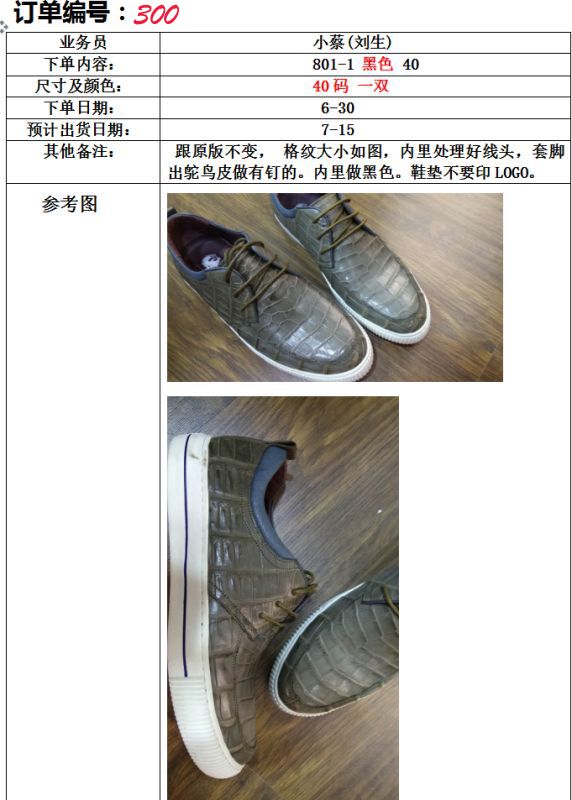 订单编号：300
业务员 小蔡(刘生)
下单内容： 801-1 黑色 40
尺寸及颜色： 40码 一双
下单日期： 6-30
预计出货日期： 7-15
其他备注： 跟原版不变， 格纹大小如图，内里处理好线头，套脚
出鸵鸟皮做有钉的。内里做黑色。鞋垫不要印LOGO。
参考图